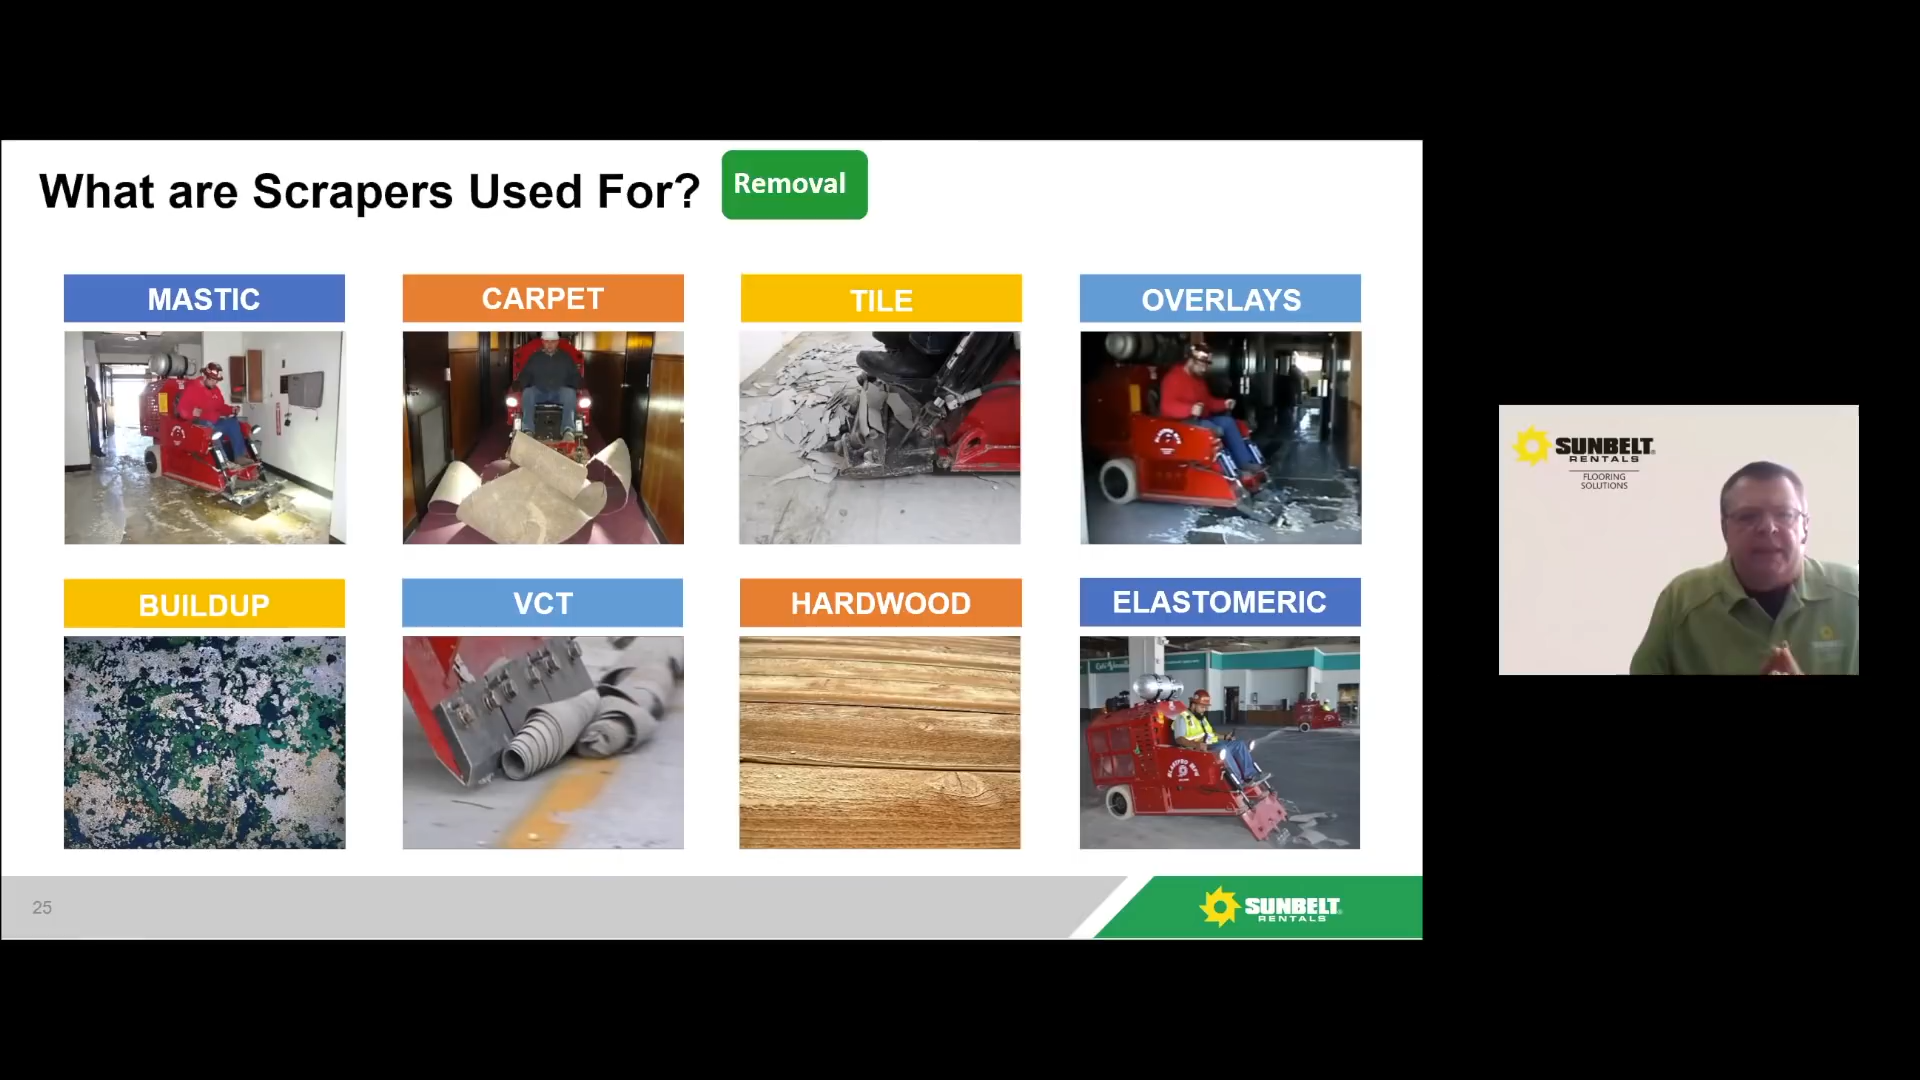 What are Scrapers Used For?
Removal
MASTIC
CARPET
TILE
OVERLAYS
BUILDUP
VCT
HARDWOOD
ELASTOMERIC
25
SUNBELT
RENTALS
SUNBELT
RENTALS
FLOORING
SOLUTIONS